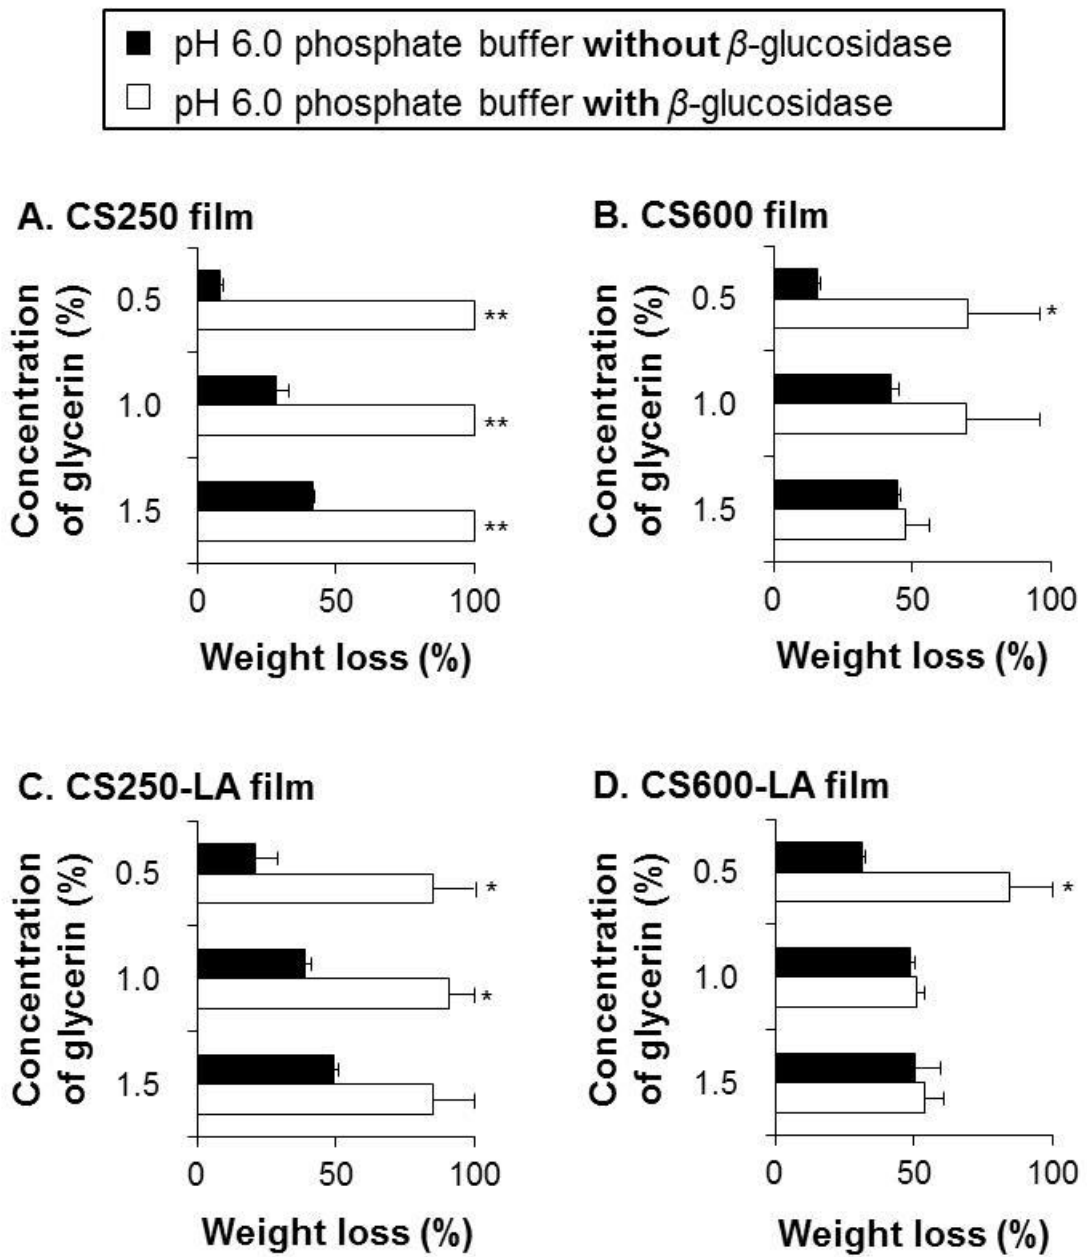 pH 6.0 phosphate buffer without β-glucosidase
pH 6.0 phosphate buffer with β-glucosidase
A. CS250 film
Concentration
of glycerin (%)
0.5
**
1.0
**
1.5
**
0 50 100
Weight loss (%)
B. CS600 film
Concentration
of glycerin (%)
0.5
*
1.0
1.5
0 50 100
Weight loss (%)
C. CS250-LA film
Concentration
of glycerin (%)
0.5
*
1.0
*
1.5
0 50 100
Weight loss (%)
D. CS600-LA film
Concentration
of glycerin (%)
0.5
*
1.0
1.5
0 50 100
Weight loss (%)